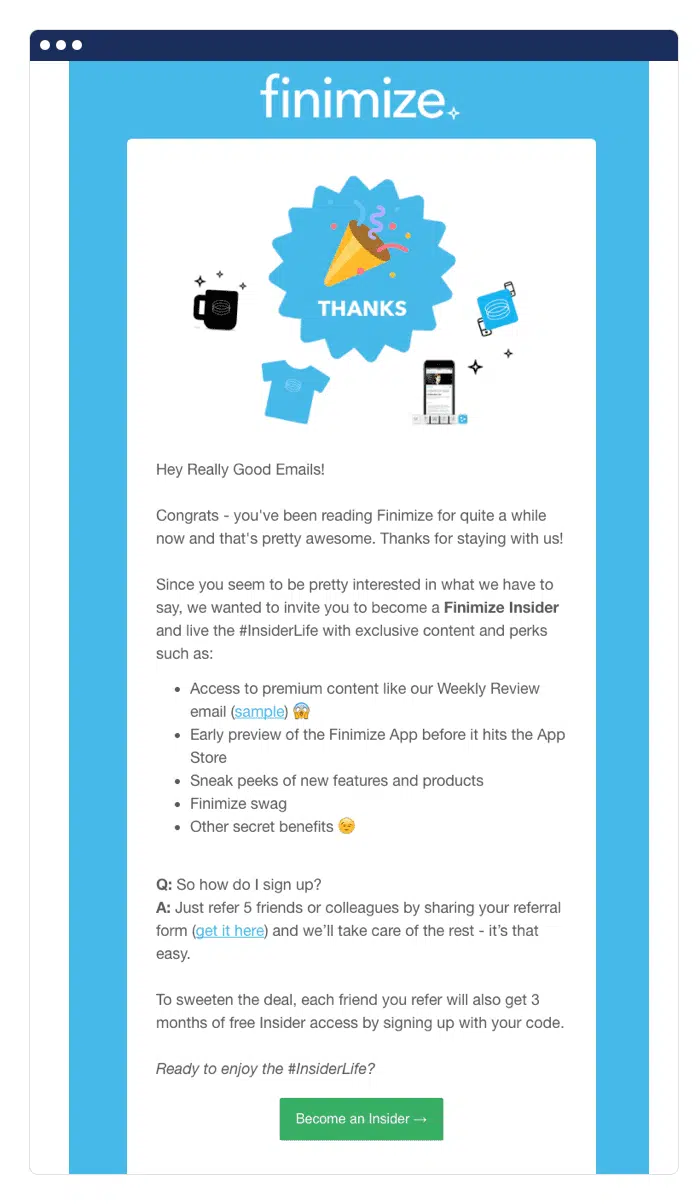 finimize
THANKS
Hey Really Good Emails!
Congrats - you've been reading Finimize for quite a while
now and that's pretty awesome. Thanks for staying with us!
Since you seem to be pretty interested in what we have to
say, we wanted to invite you to become a Finimize Insider
and live the #InsiderLife with exclusive content and perks
such as:
• Access to premium content like our Weekly Review
email (sample) 😱
• Early preview of the Finimize App before it hits the App
Store
• Sneak peeks of new features and products
• Finimize swag
• Other secret benefits 😉
Q: So how do I sign up?
A: Just refer 5 friends or colleagues by sharing your referral
form (get it here) and we’ll take care of the rest - it’s that
easy.
To sweeten the deal, each friend you refer will also get 3
months of free Insider access by signing up with your code.
Ready to enjoy the #InsiderLife?
Become an Insider →